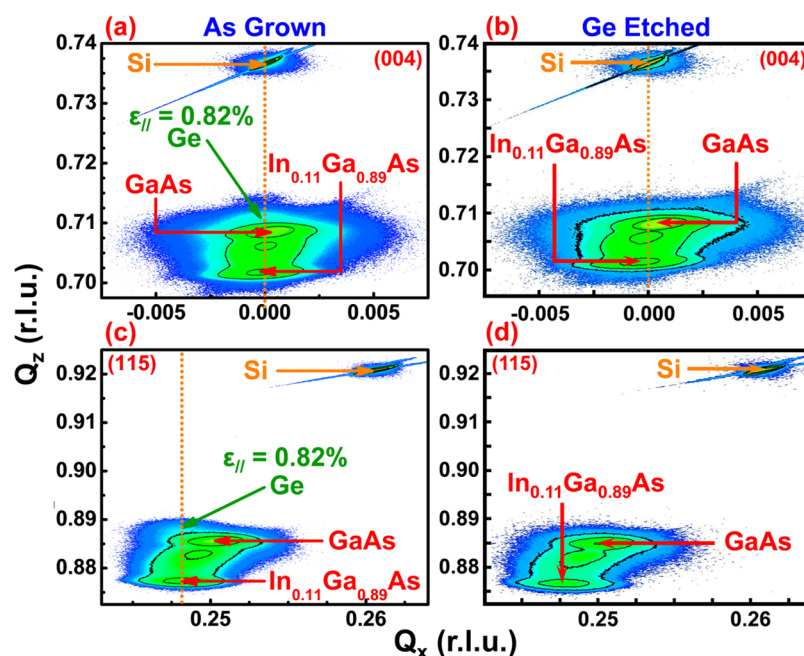 As Grown
Ge Etched
(a)
(b)
Q_z (r.l.u.)
0.74
0.73
0.72
0.71
0.70
Si
(004)
ε// = 0.82%
Ge
GaAs
In0.11Ga0.89As
-0.005
0.000
0.005
0.74
0.73
0.72
0.71
0.70
Si
(004)
In0.11Ga0.89As
GaAs
-0.005
0.000
0.005
(c)
(d)
0.92
0.91
0.90
0.89
0.88
(115)
Si
ε// = 0.82%
Ge
GaAs
In0.11Ga0.89As
0.25
0.26
0.92
0.91
0.90
0.89
0.88
(115)
Si
In0.11Ga0.89As
GaAs
0.25
0.26
Q_x (r.l.u.)